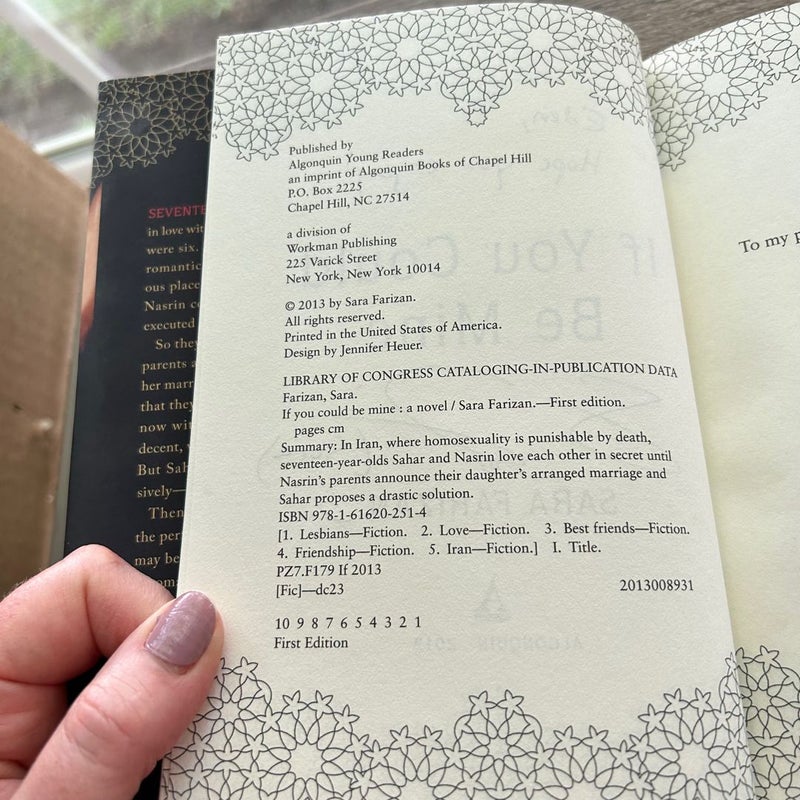 SEVENTE
in love wit
were six.
romantic
ous place
Nasrin c
executed
So they
parents a
her marr
that they
now wit
decent,
But Sah
sively—
Then
the per
may be
Published by
Algonquin Young Readers
an imprint of Algonquin Books of Chapel Hill
P.O. Box 2225
Chapel Hill, NC 27514
a division of
Workman Publishing
225 Varick Street
New York, New York 10014
© 2013 by Sara Farizan.
All rights reserved.
Printed in the United States of America.
Design by Jennifer Heuer.
LIBRARY OF CONGRESS CATALOGING-IN-PUBLICATION DATA
Farizan, Sara.
If you could be mine : a novel / Sara Farizan.—First edition.
pages cm
Summary: In Iran, where homosexuality is punishable by death,
seventeen-year-olds Sahar and Nasrin love each other in secret until
Nasrin's parents announce their daughter's arranged marriage and
Sahar proposes a drastic solution.
ISBN 978-1-61620-251-4
[1. Lesbians—Fiction. 2. Love—Fiction. 3. Best friends—Fiction.
4. Friendship—Fiction. 5. Iran—Fiction.] I. Title.
PZ7.F179 If 2013
[Fic]—dc23 2013008931
10 9 8 7 6 5 4 3 2 1
First Edition
To my p